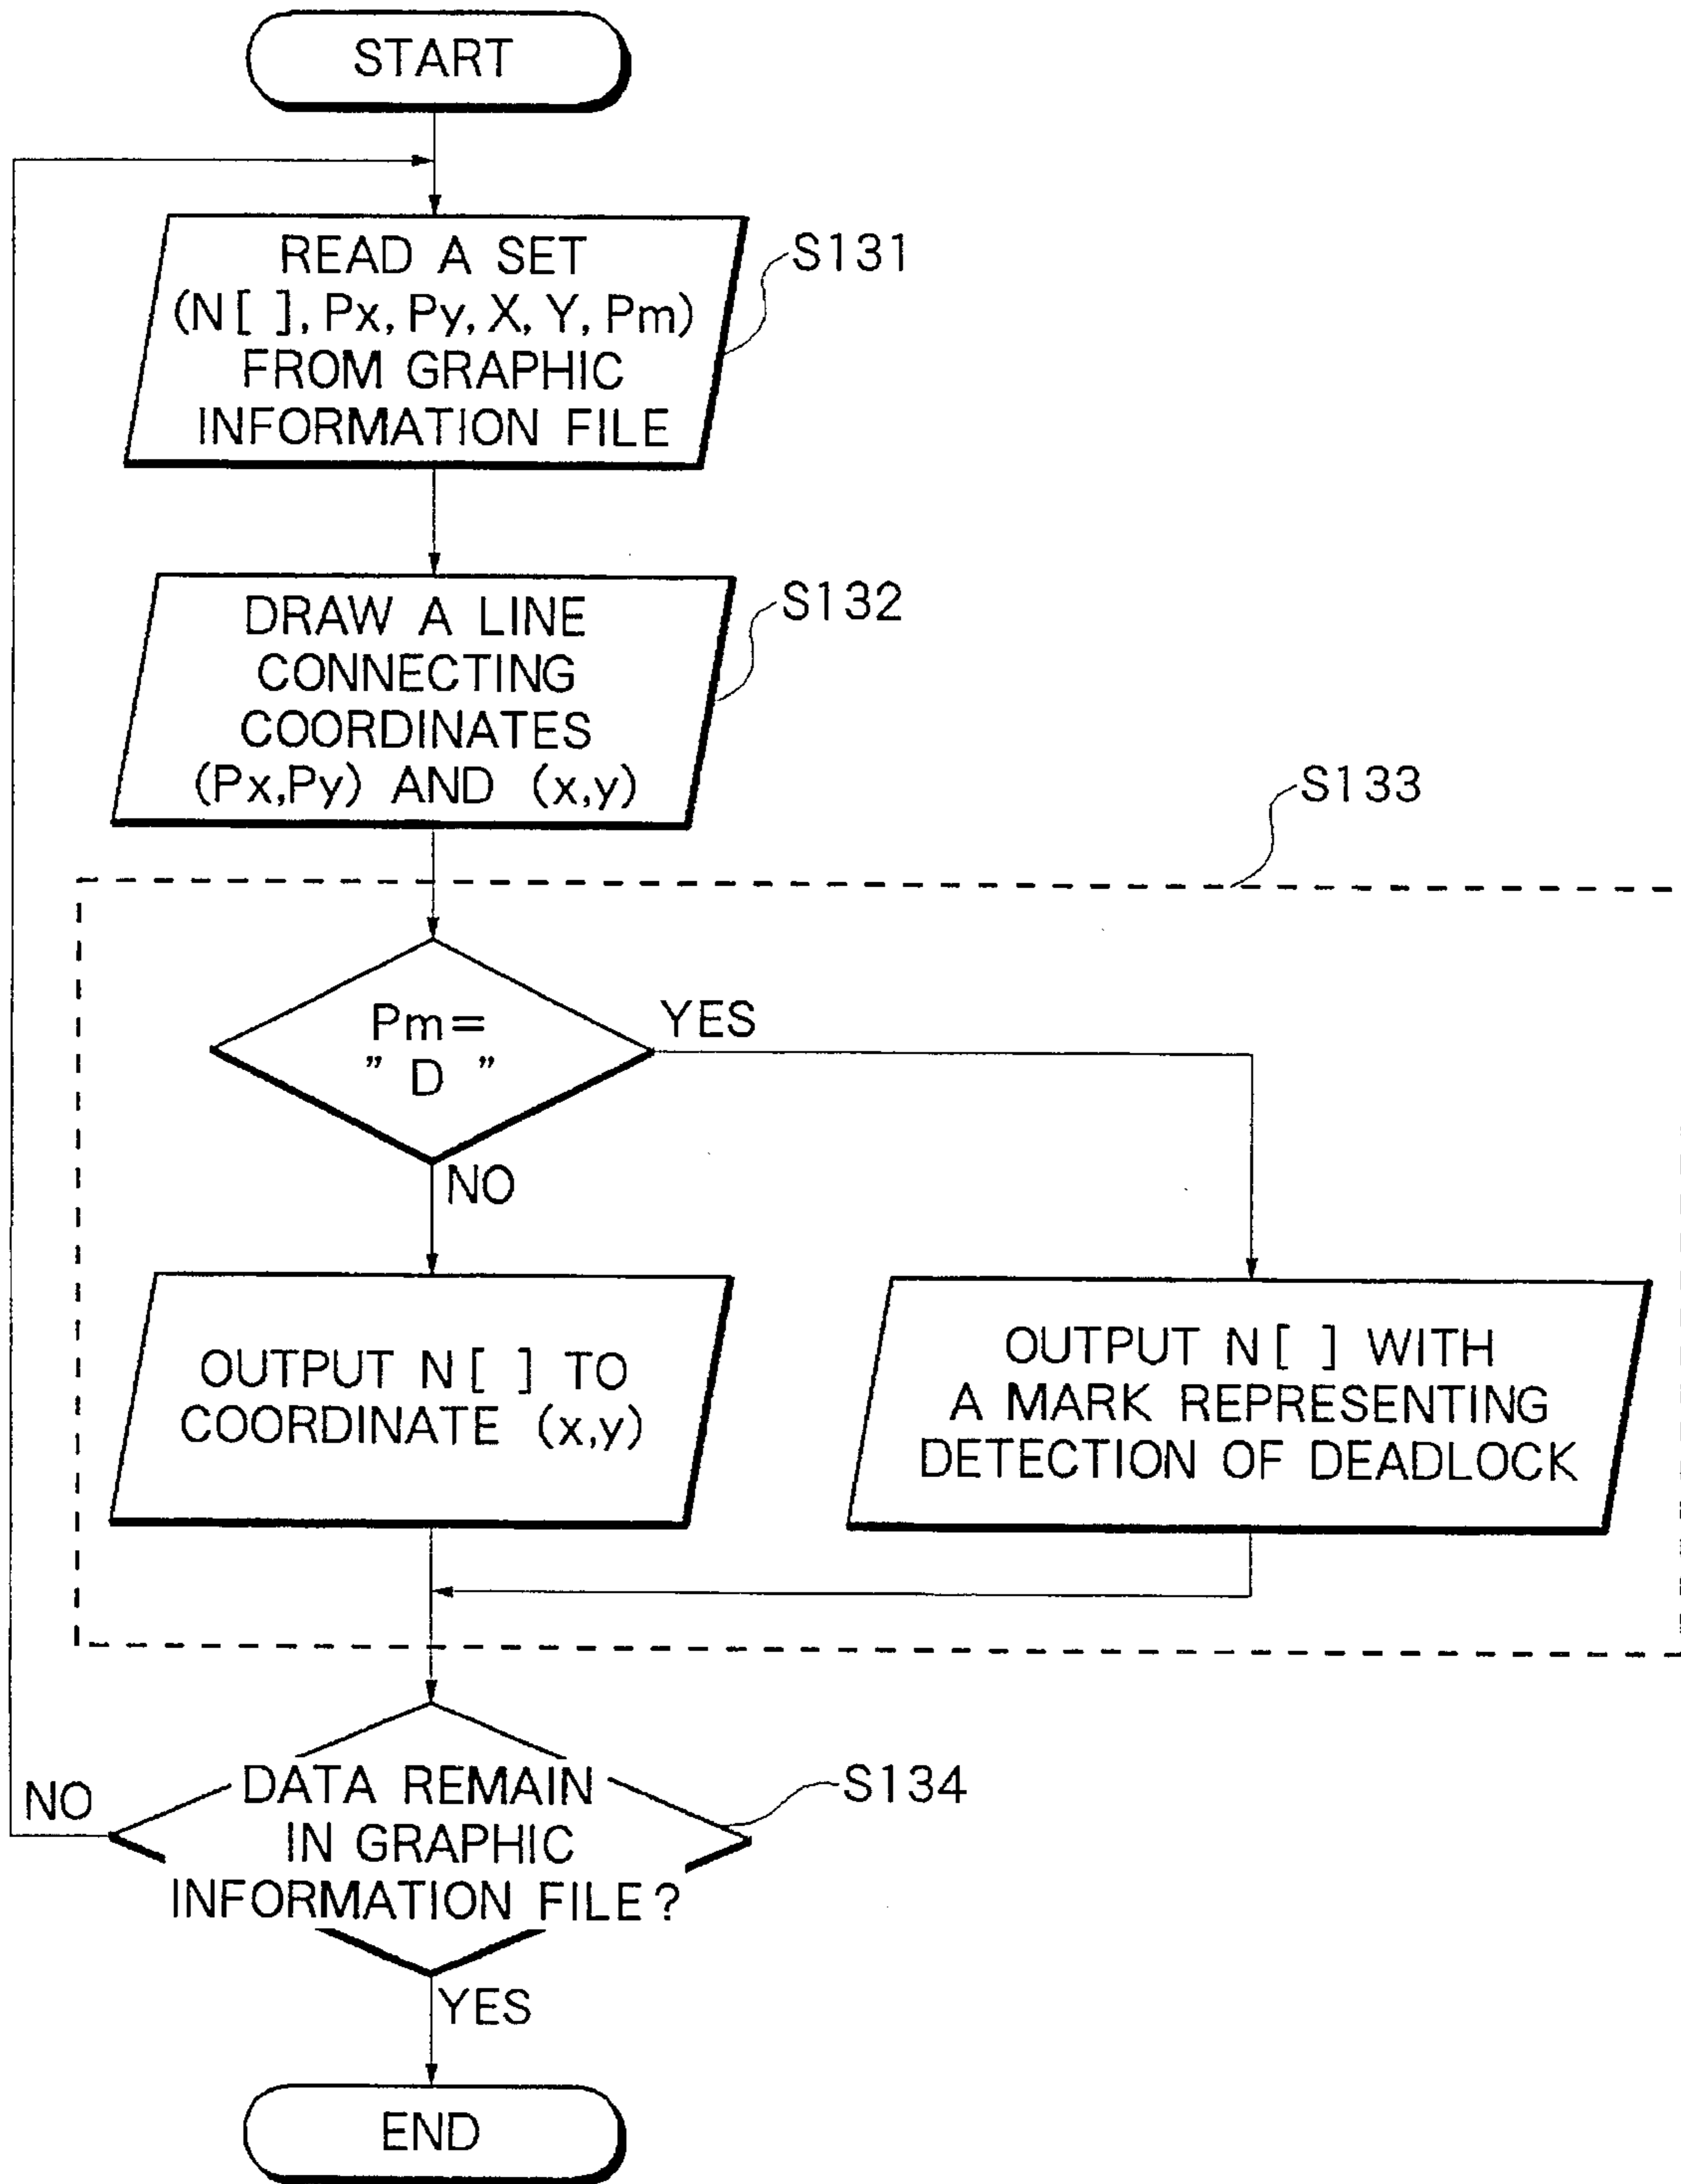 START
READ A SET
(N[ ], Px, Py, X, Y, Pm)
FROM GRAPHIC
INFORMATION FILE
S131
DRAW A LINE
CONNECTING
COORDINATES
(Px,Py) AND (x,y)
S132
S133
Pm=
" D "
YES
NO
OUTPUT N[ ] TO
COORDINATE (x,y)
OUTPUT N[ ] WITH
A MARK REPRESENTING
DETECTION OF DEADLOCK
DATA REMAIN
IN GRAPHIC
INFORMATION FILE?
S134
NO
YES
END